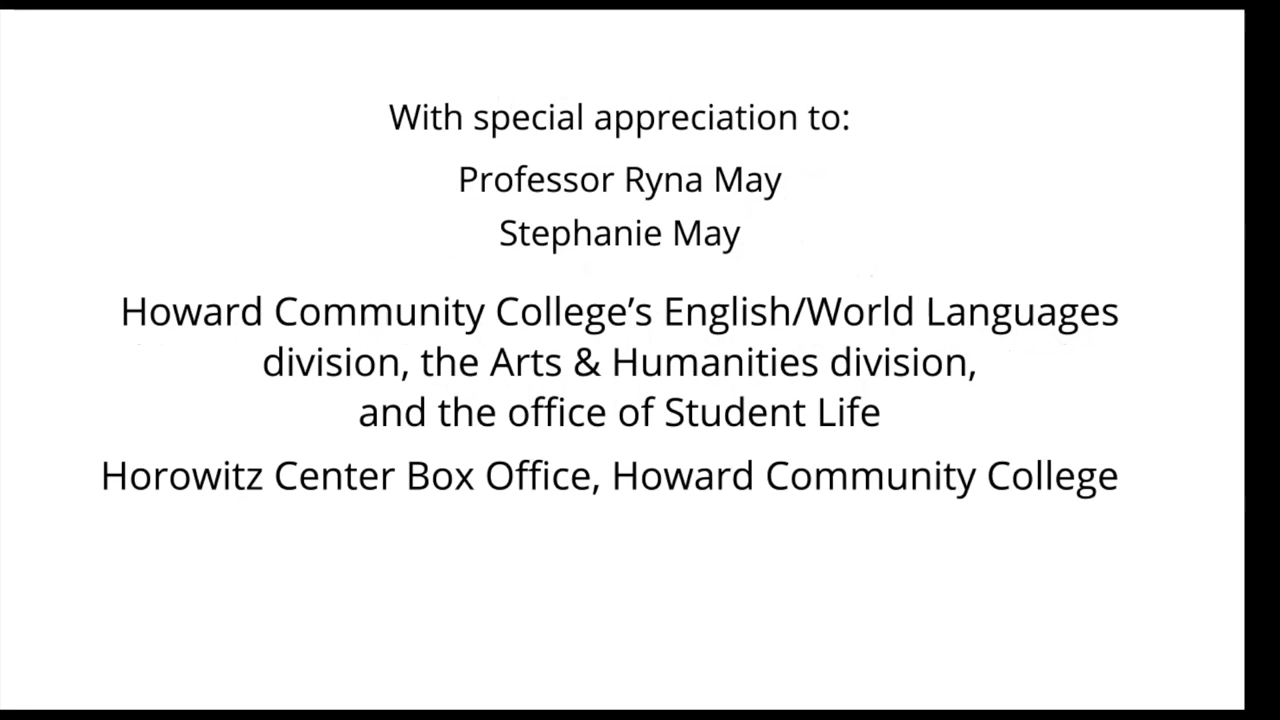 With special appreciation to:
Professor Ryna May
Stephanie May
Howard Community College’s English/World Languages
division, the Arts & Humanities division,
and the office of Student Life
Horowitz Center Box Office, Howard Community College